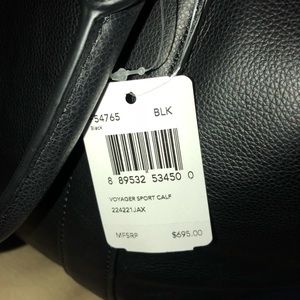 54765 BLK
Black
8 89532 53450 0
VOYAGER SPORT CALF
224221JAX
MFSRP $695.00